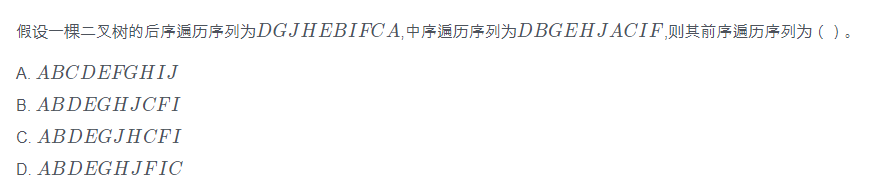 假设一棵二叉树的后序遍历序列为DGJHEBIFCA,中序遍历序列为DBGEHJACIF,则其前序遍历序列为 ( ) 。
A. ABCDEFGHIJ
B. ABDEGHJCFI
C. ABDEGJHCFI
D. ABDEGHJFIC